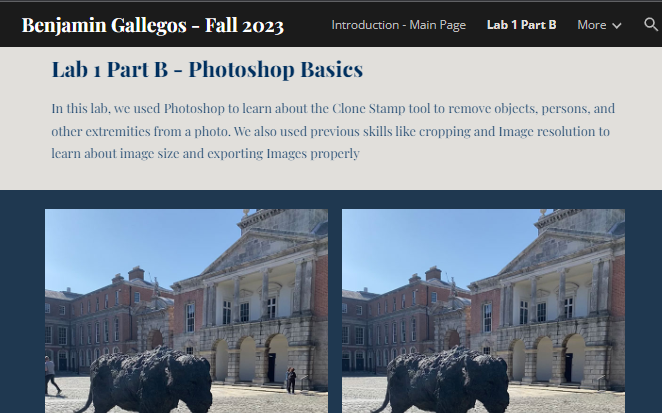 Benjamin Gallegos - Fall 2023
Introduction - Main Page
Lab 1 Part B
More
Lab 1 Part B - Photoshop Basics
In this lab, we used Photoshop to learn about the Clone Stamp tool to remove objects, persons, and
other extremities from a photo. We also used previous skills like cropping and Image resolution to
learn about image size and exporting Images properly